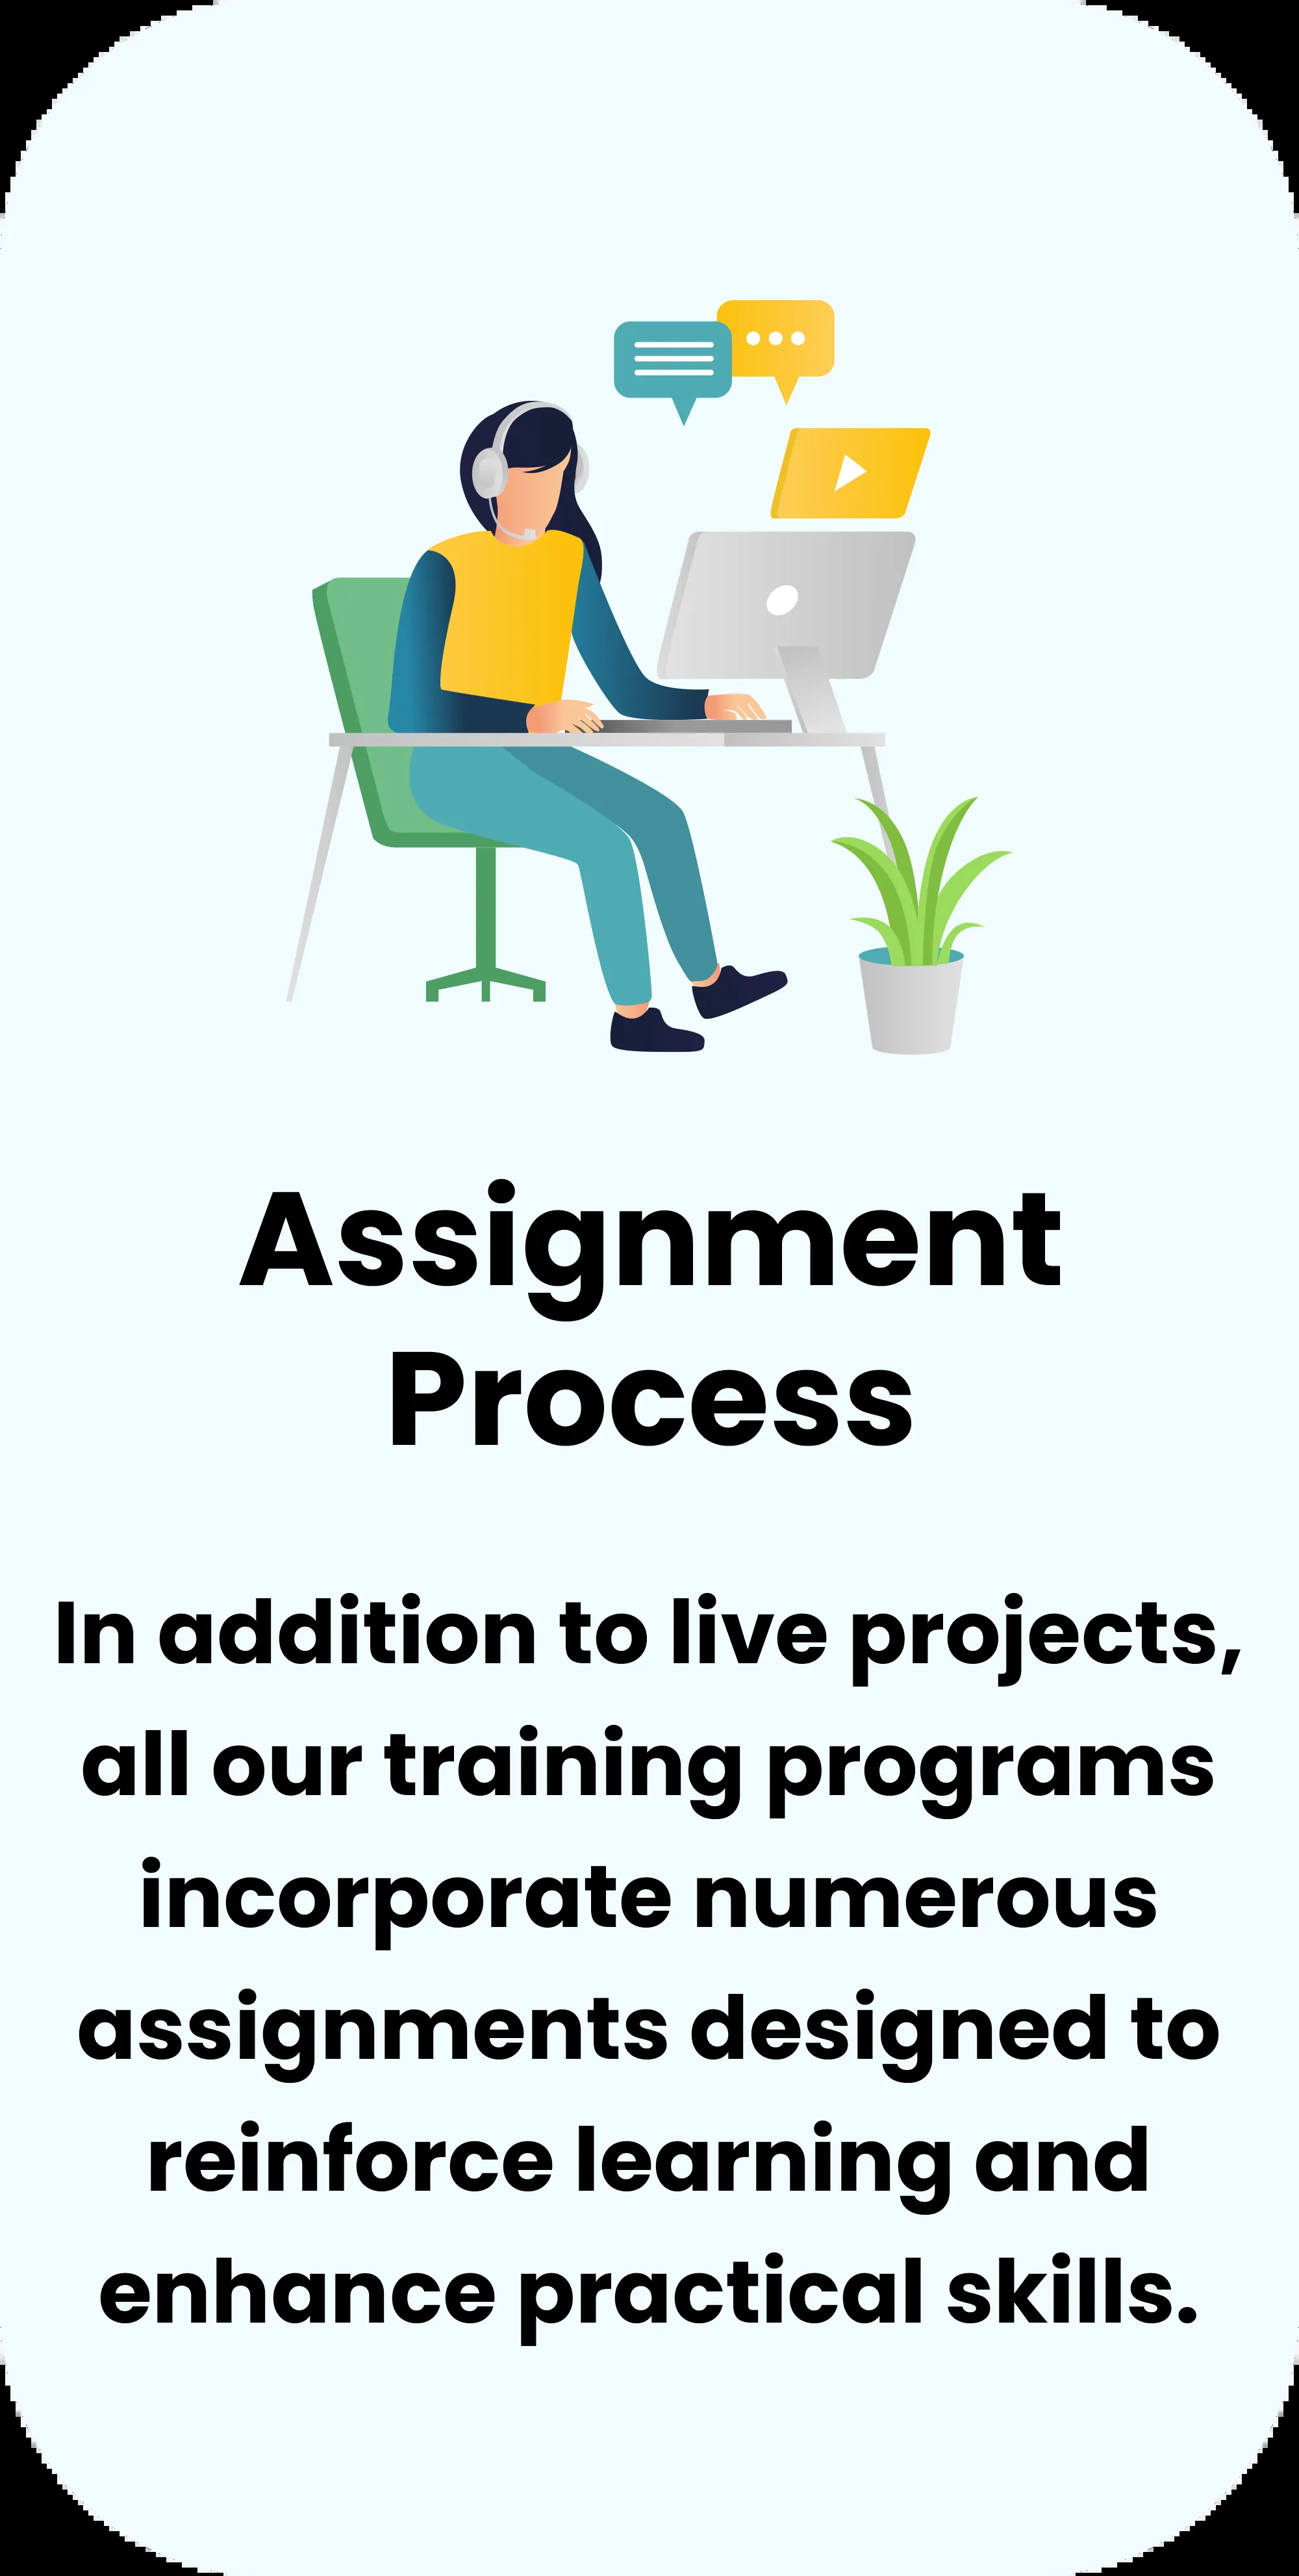 Assignment
Process
In addition to live projects,
all our training programs
incorporate numerous
assignments designed to
reinforce learning and
enhance practical skills.